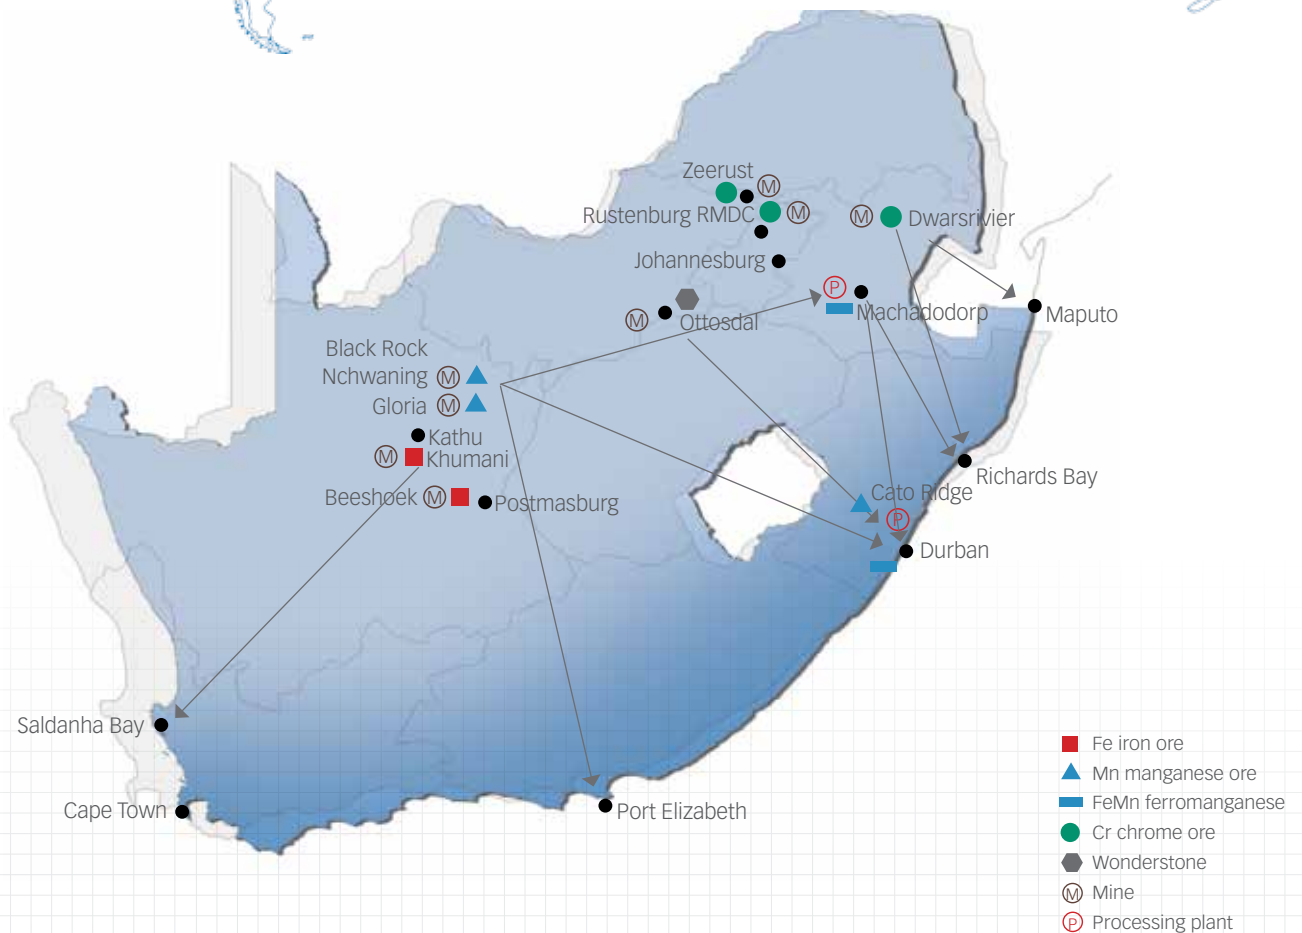 Zeerust
M
Rustenburg RMDC
M
M
Dwarsrivier
Johannesburg
P
Machadodorp
Maputo
M
Ottosdal
Black Rock
Nchwaning
M
Gloria
M
Kathu
M
Khumani
Beeshoek
M
Postmasburg
Richards Bay
Cato Ridge
P
Durban
Saldanha Bay
Cape Town
Port Elizabeth
Fe iron ore
Mn manganese ore
FeMn ferromanganese
Cr chrome ore
Wonderstone
M Mine
P Processing plant